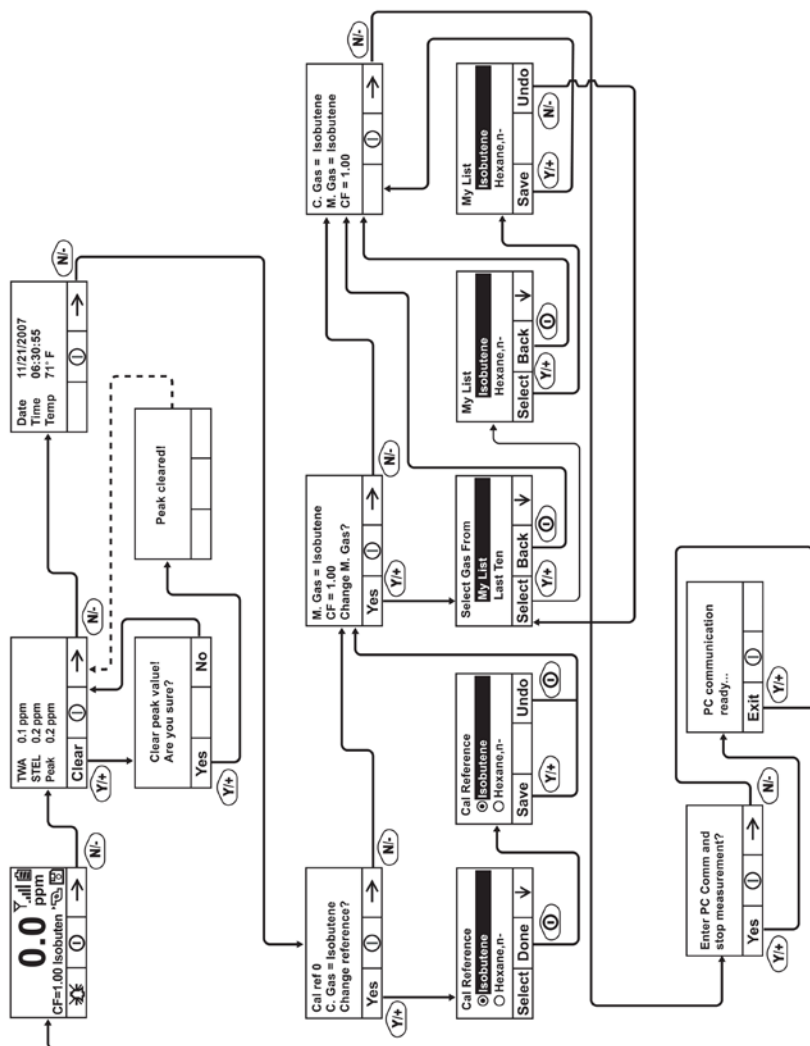 0.0
ppm
CF=1.00 Isobuten
N/-
TWA 0.1 ppm
STEL 0.2 ppm
Peak 0.2 ppm
Clear
Y/+
N/-
Date 11/21/2007
Time 06:30:55
Temp 71° F
N/-
Clear peak value!
Are you sure?
Yes No
Y/+
Peak cleared!
Cal ref 0
C. Gas = Isobutene
Change reference?
Yes
Y/+
N/-
M. Gas = Isobutene
CF = 1.00
Change M. Gas?
Yes
Y/+
N/-
C. Gas = Isobutene
M. Gas = Isobutene
CF = 1.00
N/-
Cal Reference
Isobutene
Hexane,n-
Select Done
Cal Reference
Isobutene
Hexane,n-
Save Undo
Y/+
Select Gas From
My List
Last Ten
Select Back
Y/+
My List
Isobutene
Hexane,n-
Select Back
Y/+
My List
Isobutene
Hexane,n-
Save Undo
Y/+
N/-
Enter PC Comm and
stop measurement?
Yes
Y/+
N/-
PC communication
ready...
Exit
Y/+